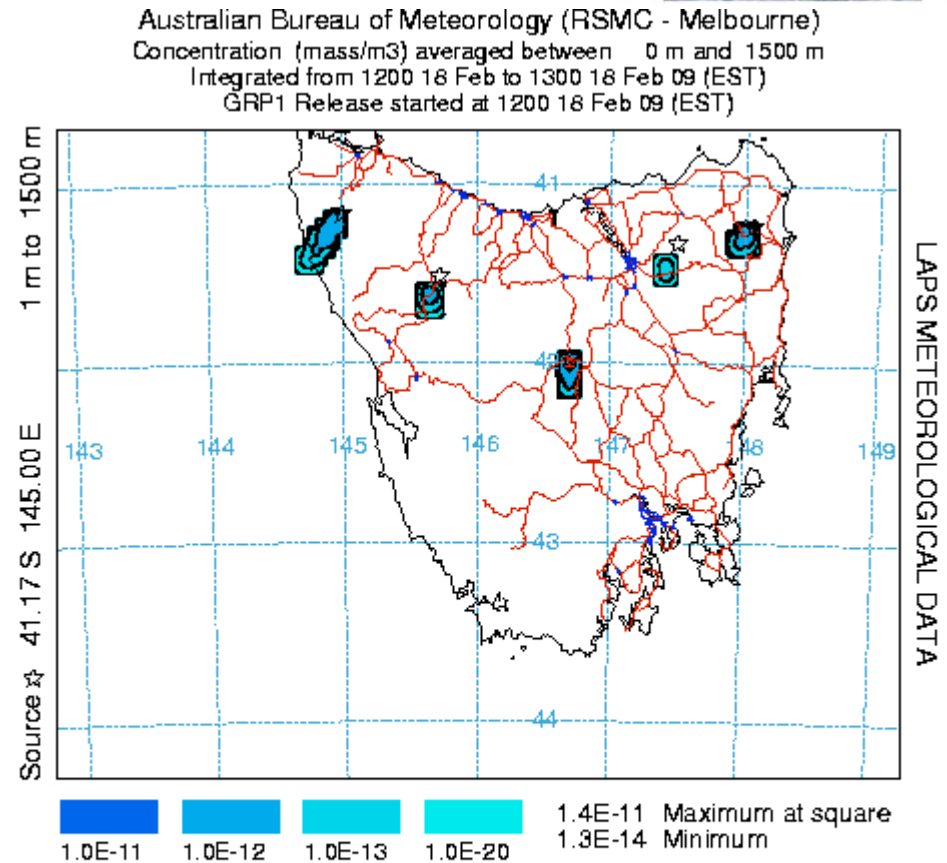 Australian Bureau of Meteorology (RSMC - Melbourne)
Concentration (mass/m3) averaged between 0 m and 1500 m
Integrated from 1200 18 Feb to 1300 18 Feb 09 (EST)
GRP1 Release started at 1200 18 Feb 09 (EST)
Source ☆ 41.17 S 145.00 E 1 m to 1500 m
41
42
143 144 145 146 147 148 149
43
44
LAPS METEOROLOGICAL DATA
1.0E-11 1.0E-12 1.0E-13 1.0E-20
1.4E-11 Maximum at square
1.3E-14 Minimum